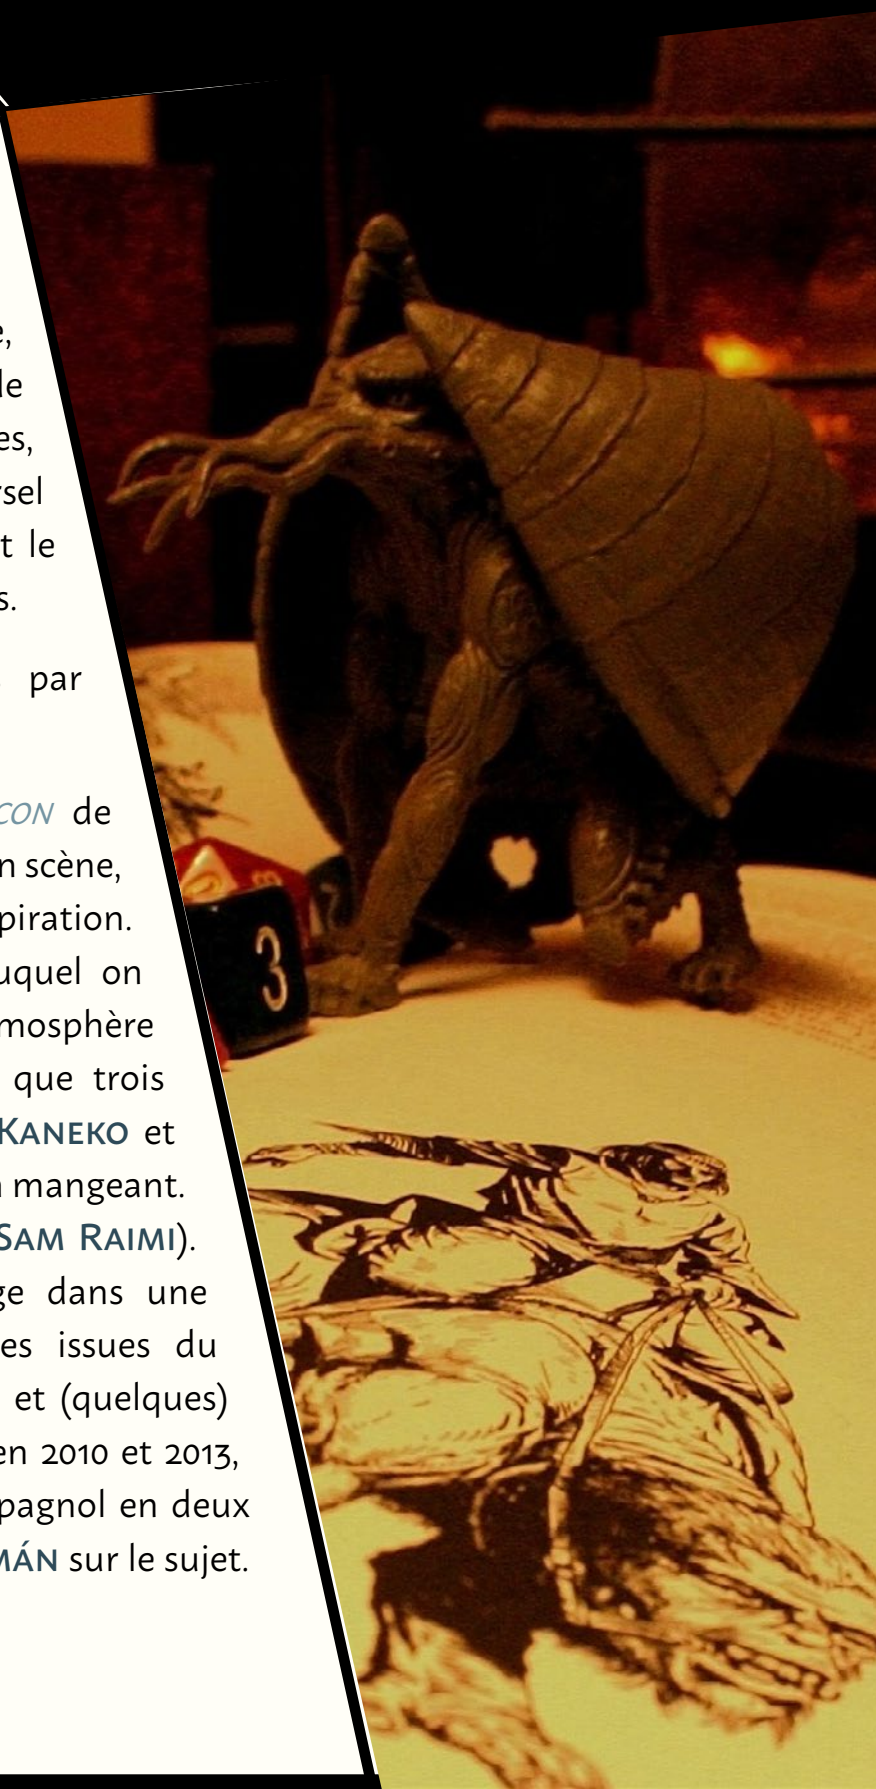 e,
le
es,
rsel
t le
s.
par
CON de
n scène,
piration.
uquel on
mosphère
que trois
KANEKO et
n mangeant.
SAM RAIMI).
ge dans une
es issues du
et (quelques)
en 2010 et 2013,
pagnol en deux
MÁN sur le sujet.
3